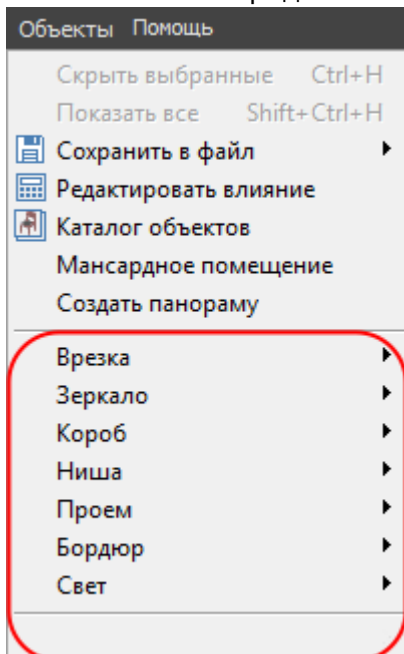 Объекты Помощь
Скрыть выбранные Ctrl+H
Показать все Shift+Ctrl+H
Сохранить в файл
Редактировать влияние
Каталог объектов
Мансардное помещение
Создать панораму
Врезка
Зеркало
Короб
Ниша
Проем
Бордюр
Свет